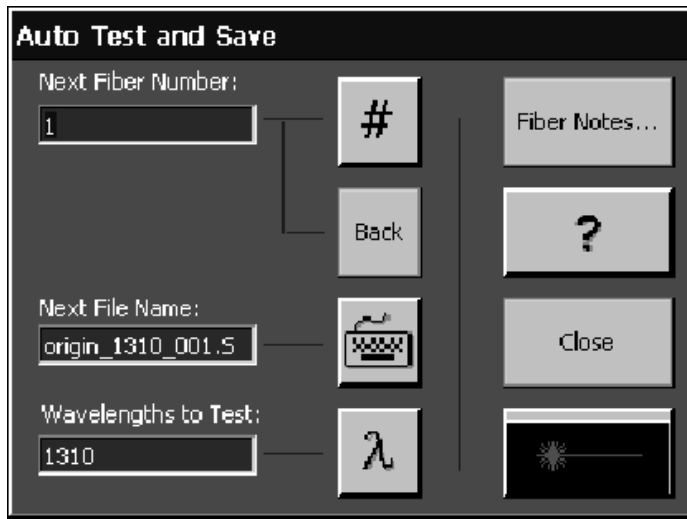 Auto Test and Save
Next Fiber Number:
1
#
Fiber Notes...
Back
?
Next File Name:
origin_1310_001.S
Close
Wavelengths to Test:
1310
λ